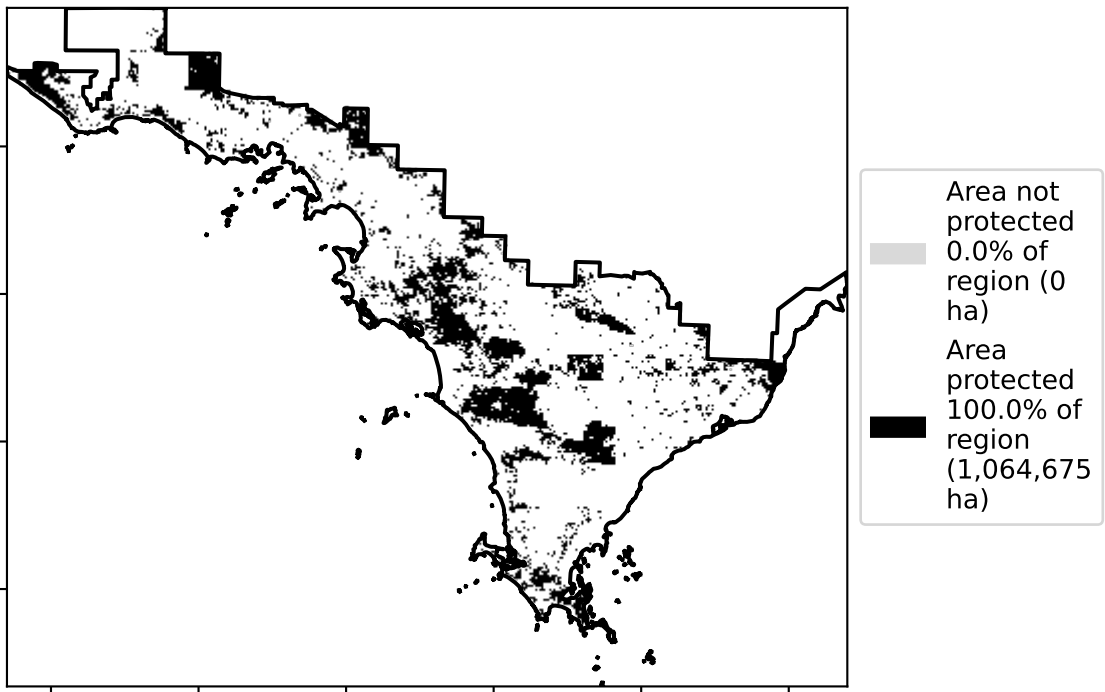 Area not
protected
0.0% of
region (0
ha)
Area
protected
100.0% of
region
(1,064,675
ha)